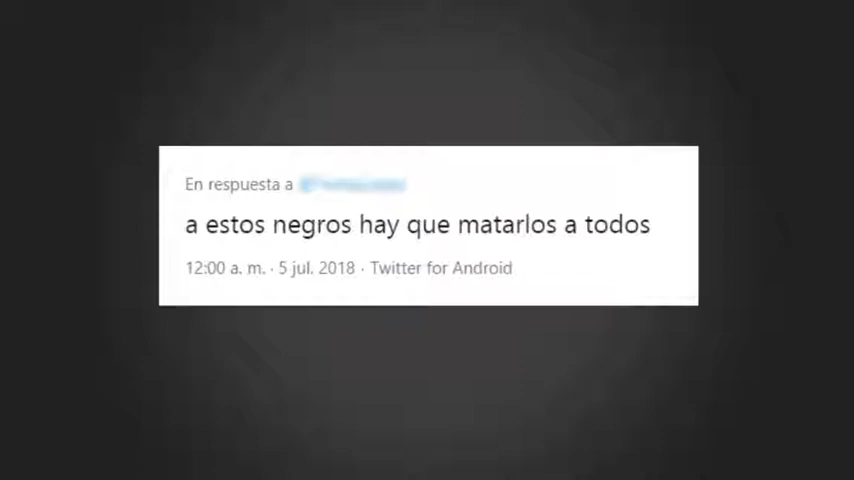 En respuesta a
a estos negros hay que matarlos a todos
12:00 a. m. · 5 jul. 2018 · Twitter for Android